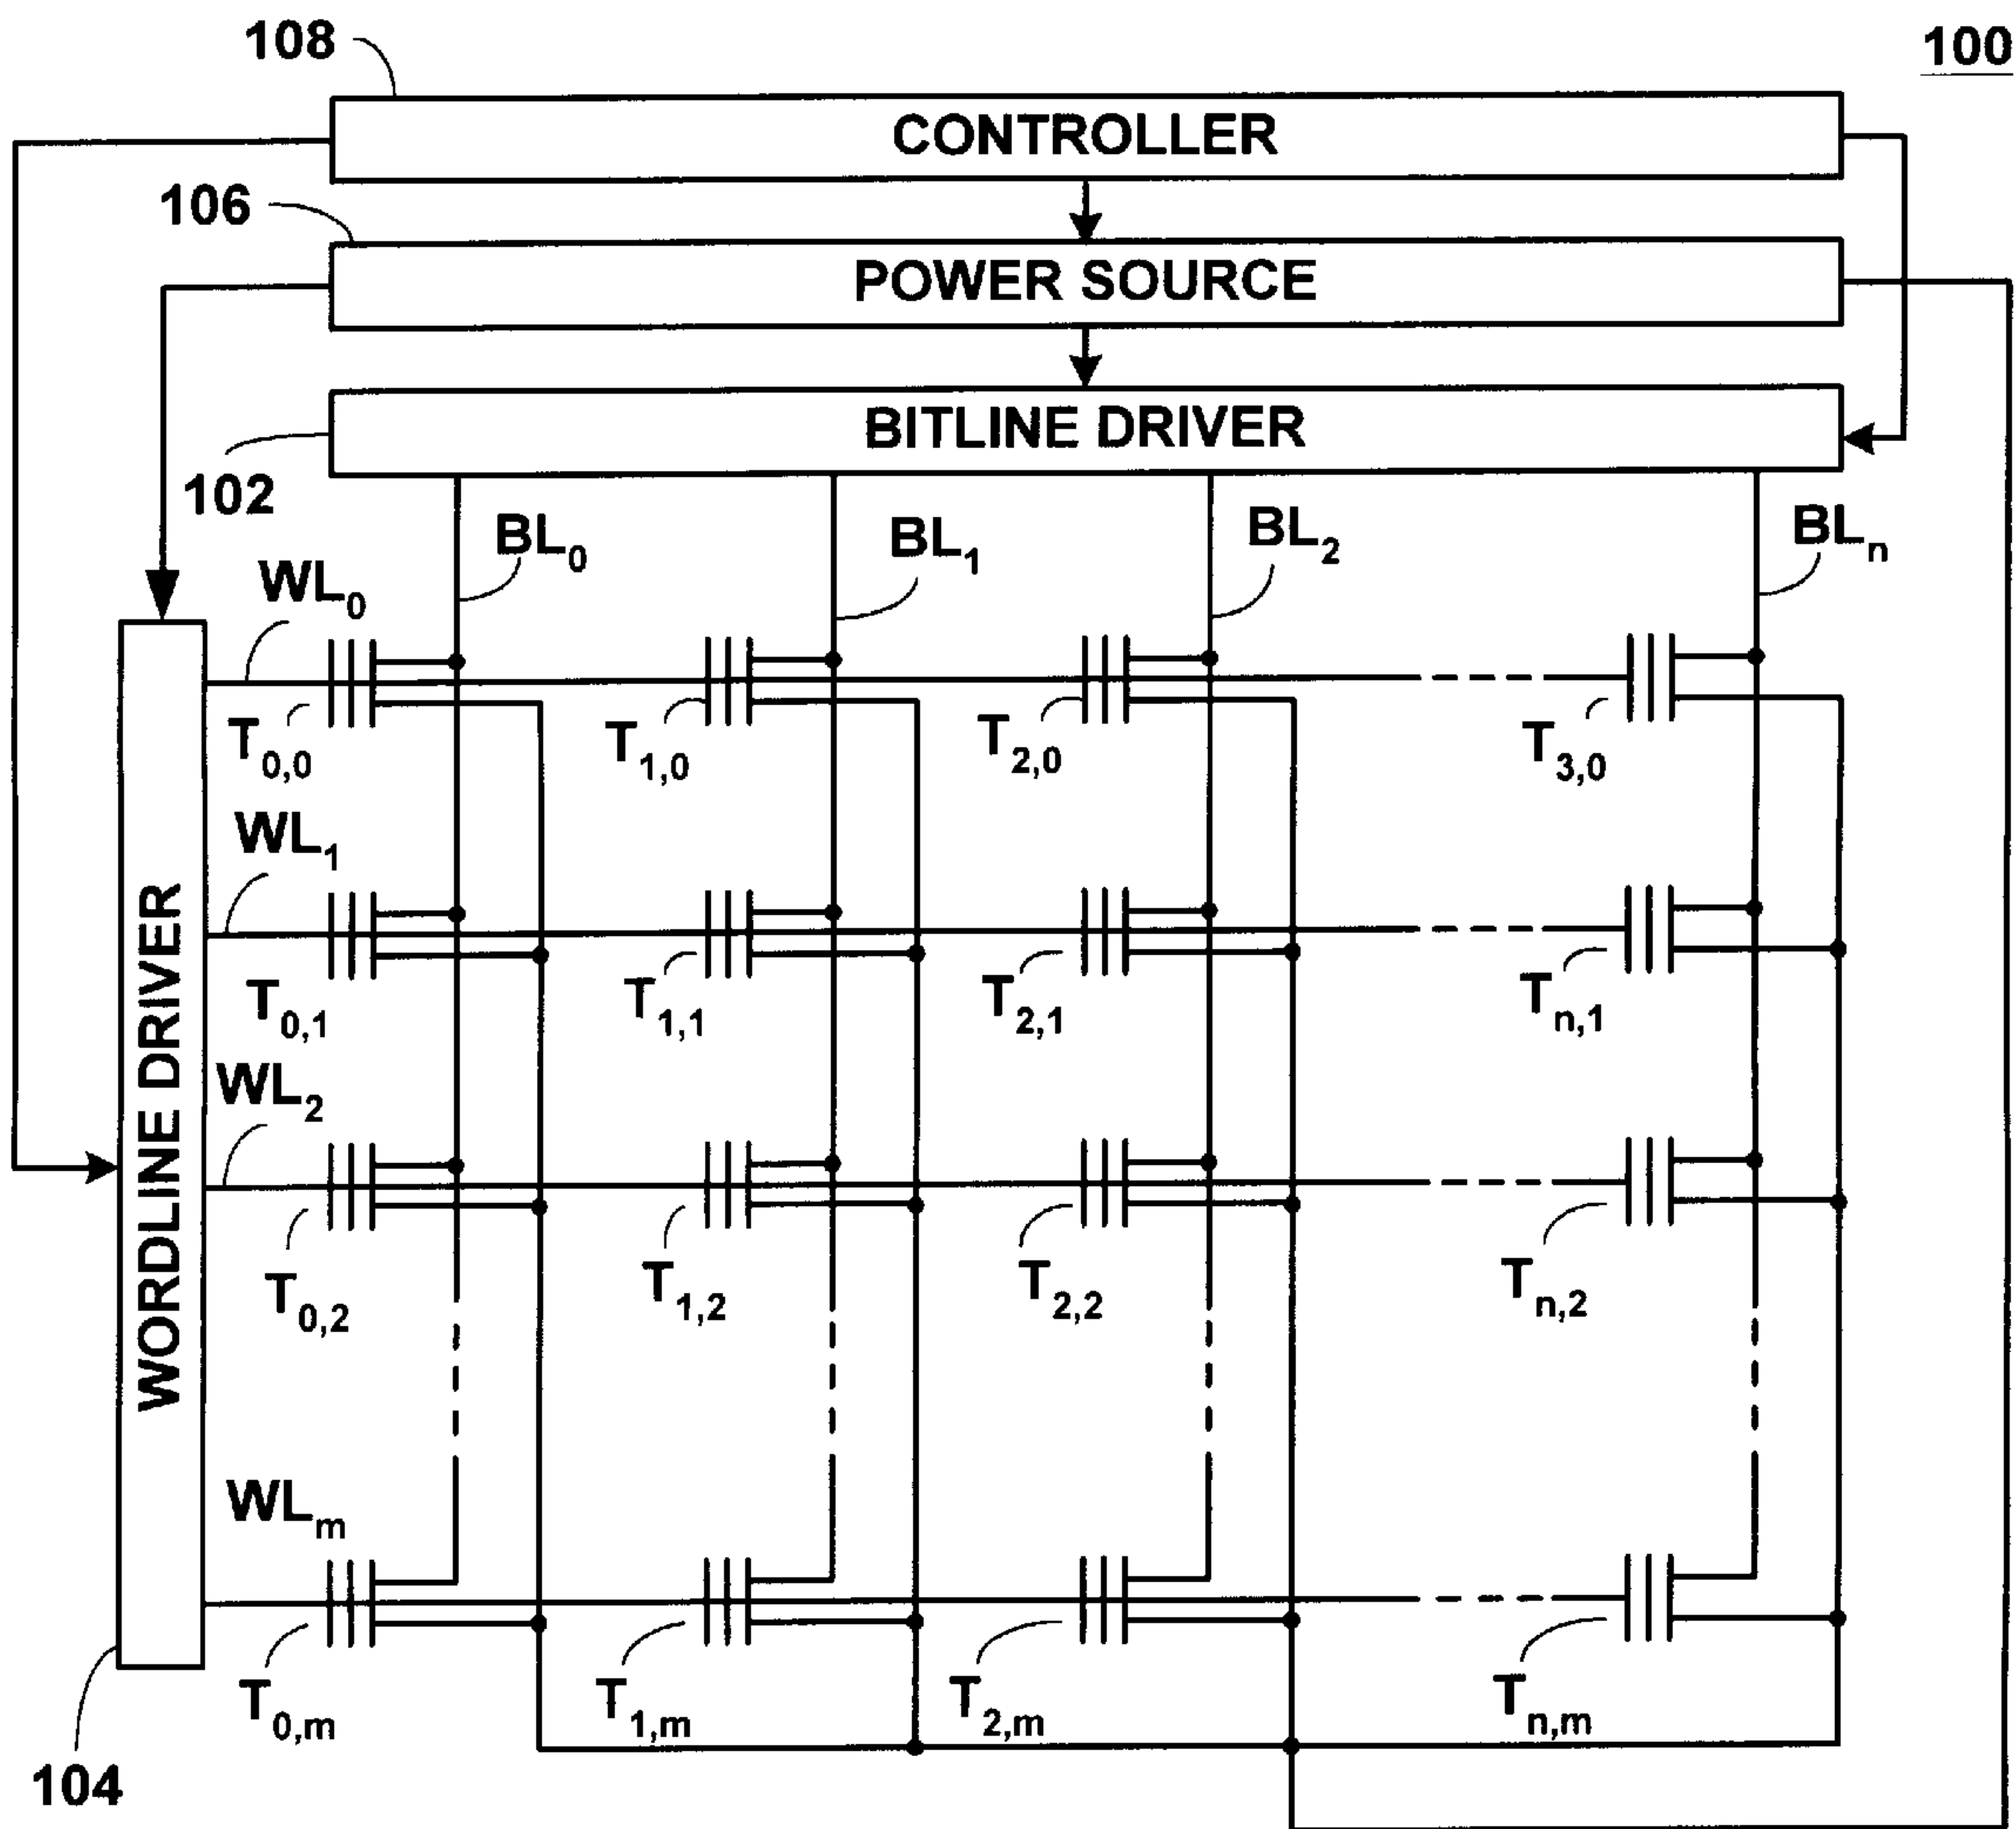 108
100
CONTROLLER
106
POWER SOURCE
BITLINE DRIVER
102
BL0
BL1
BL2
BLn
WL0
T0,0
T1,0
T2,0
T3,0
WL1
T0,1
T1,1
T2,1
Tn,1
WORDLINE DRIVER
WL2
T0,2
T1,2
T2,2
Tn,2
WLm
T0,m
T1,m
T2,m
Tn,m
104